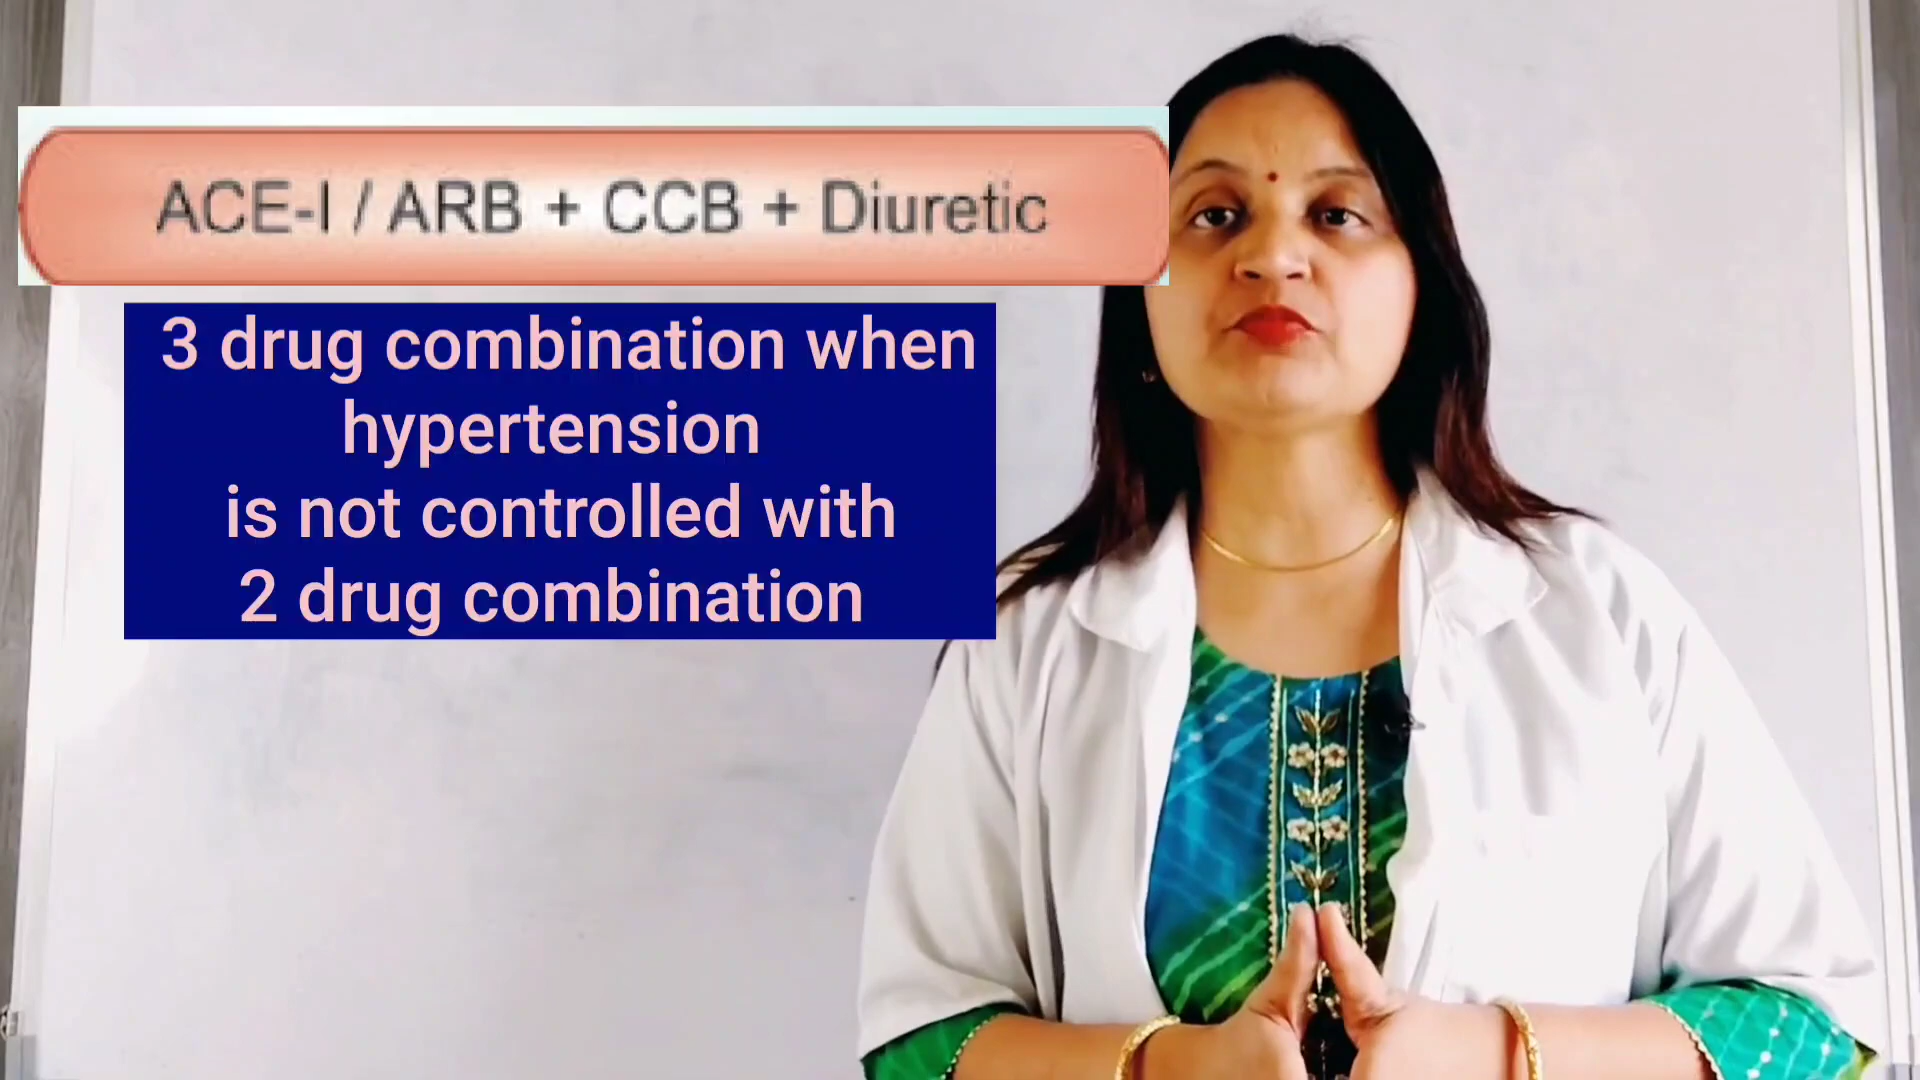 ACE-I / ARB + CCB + Diuretic
3 drug combination when
hypertension
is not controlled with
2 drug combination